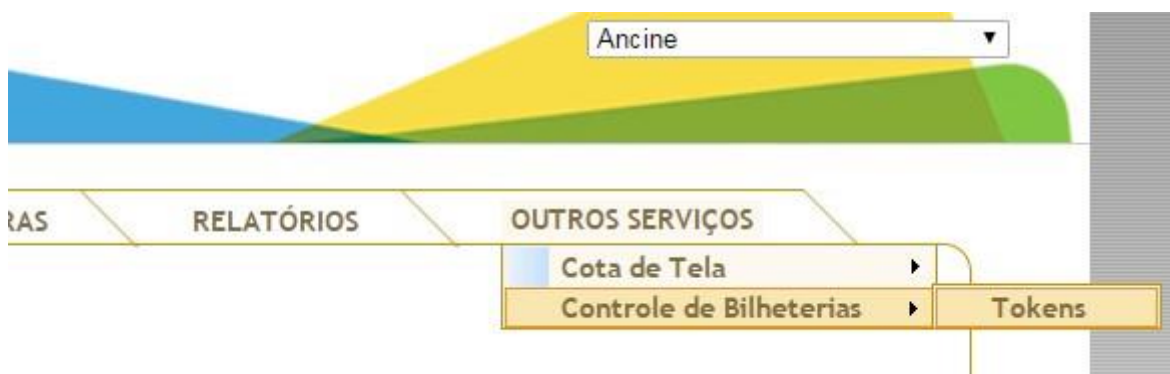 Ancine
RAS RELATÓRIOS OUTROS SERVIÇOS
Cota de Tela
Controle de Bilheterias Tokens